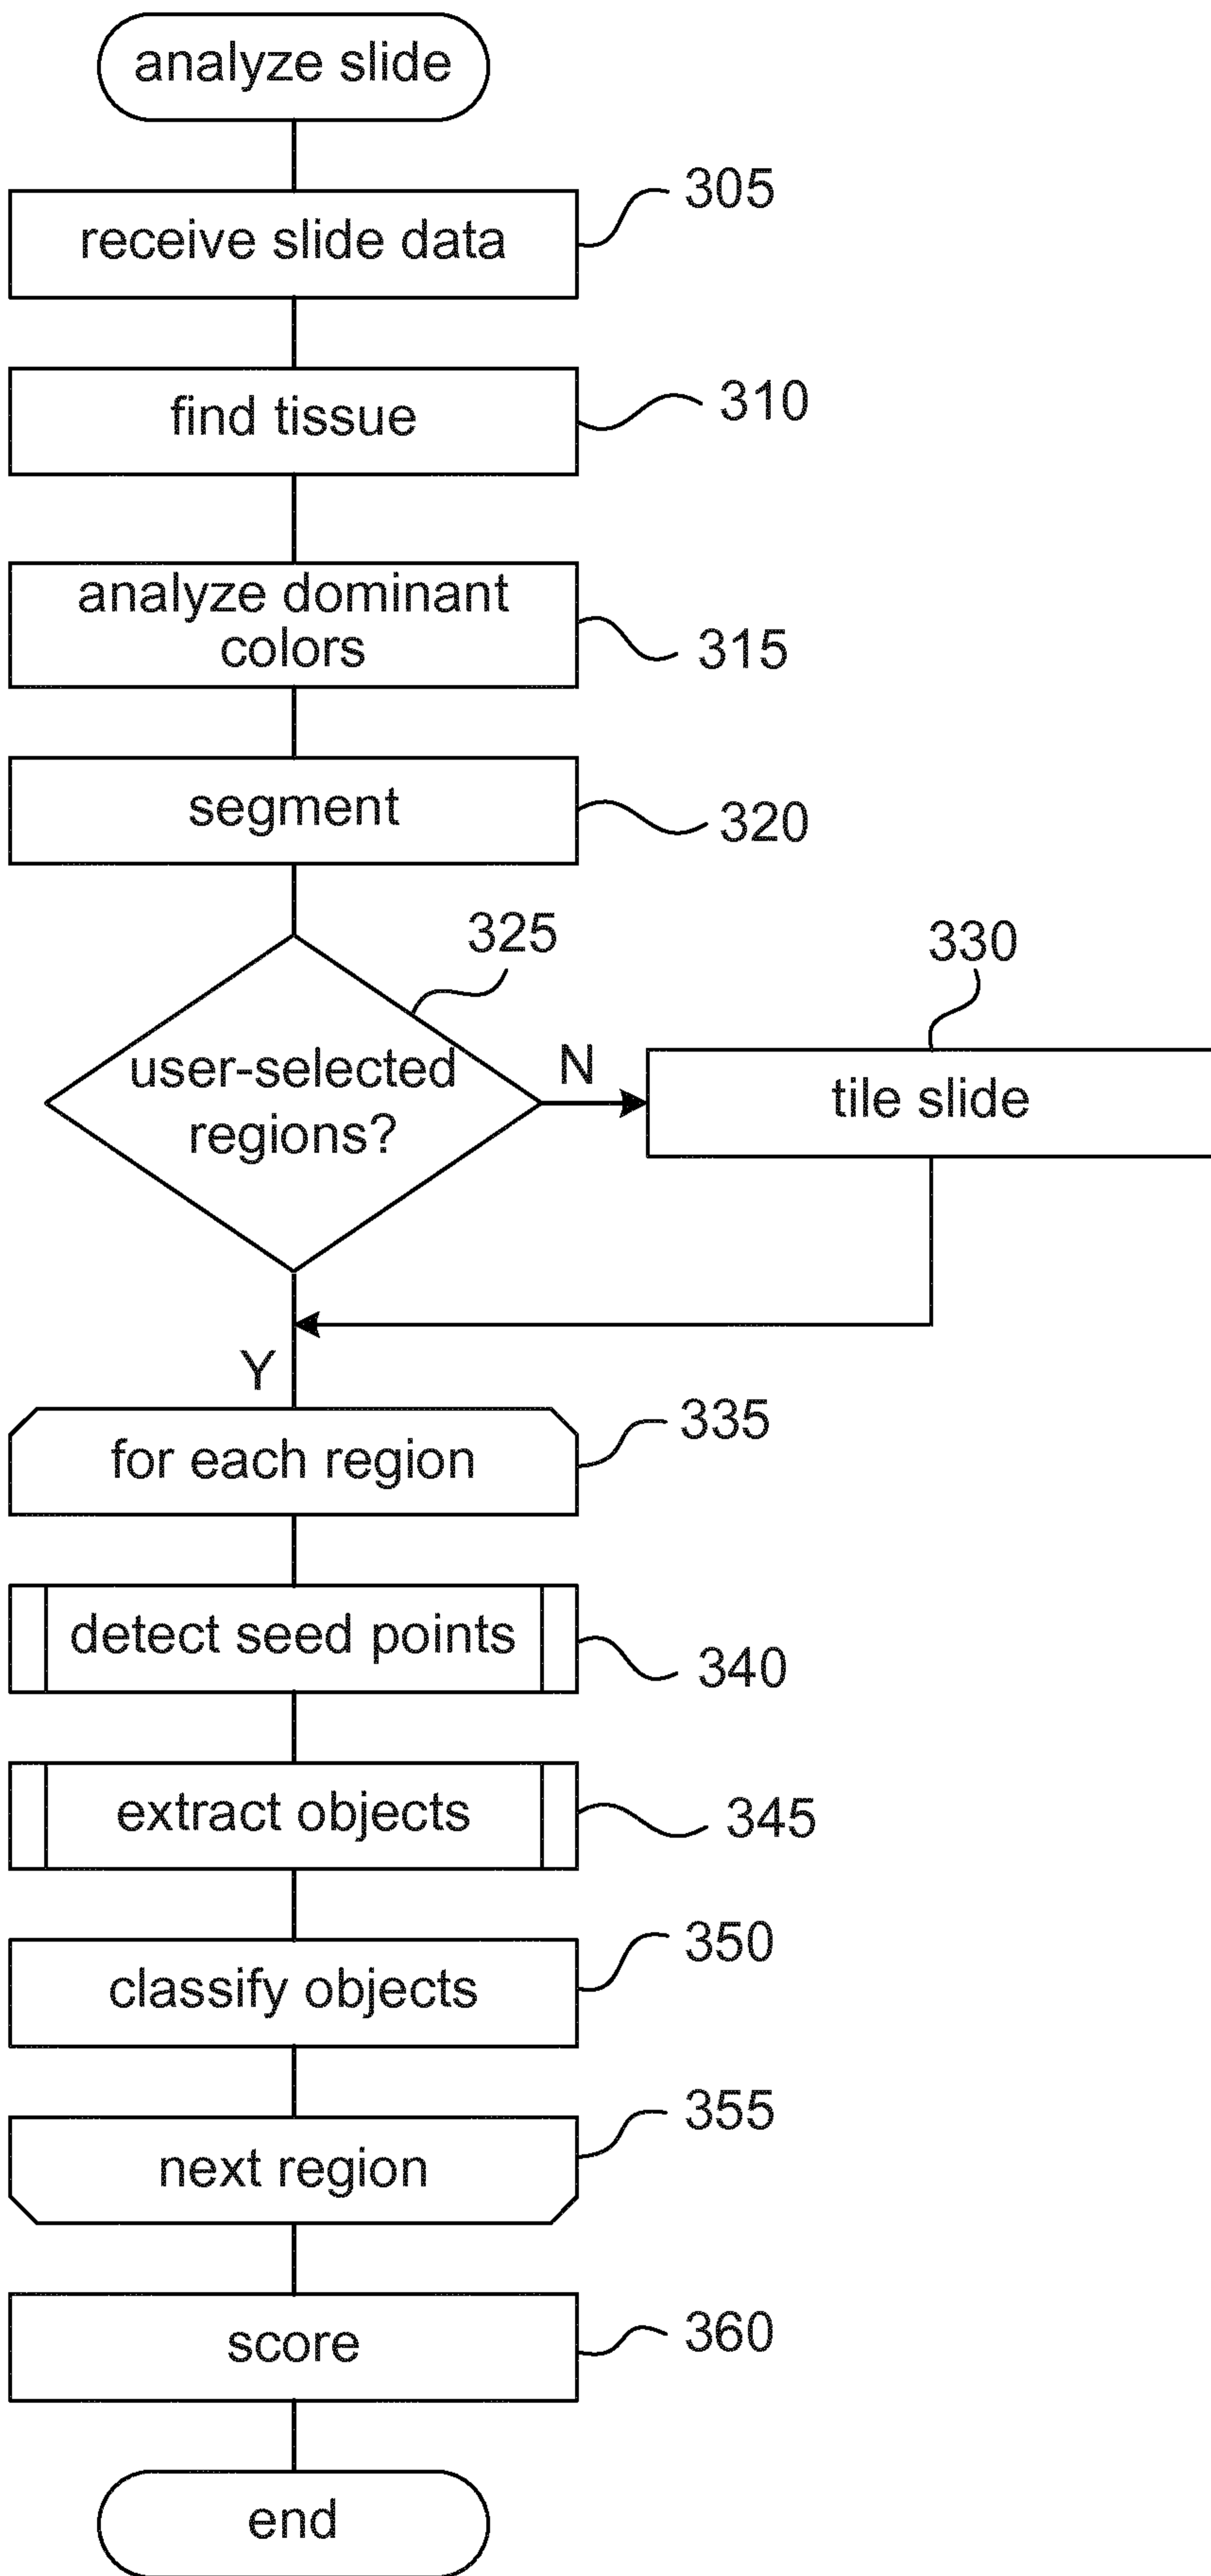 analyze slide
305
receive slide data
310
find tissue
analyze dominant
colors
315
segment
320
325
330
user-selected
regions?
N
tile slide
Y
335
for each region
detect seed points
340
extract objects
345
350
classify objects
355
next region
score
360
end